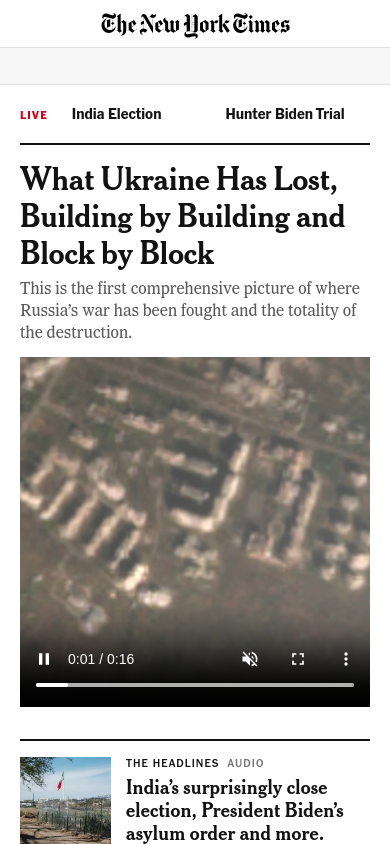 The New York Times
LIVE India Election Hunter Biden Trial
What Ukraine Has Lost,
Building by Building and
Block by Block
This is the first comprehensive picture of where
Russia’s war has been fought and the totality of
the destruction.
0:01 / 0:16
THE HEADLINES AUDIO
India’s surprisingly close
election, President Biden’s
asylum order and more.